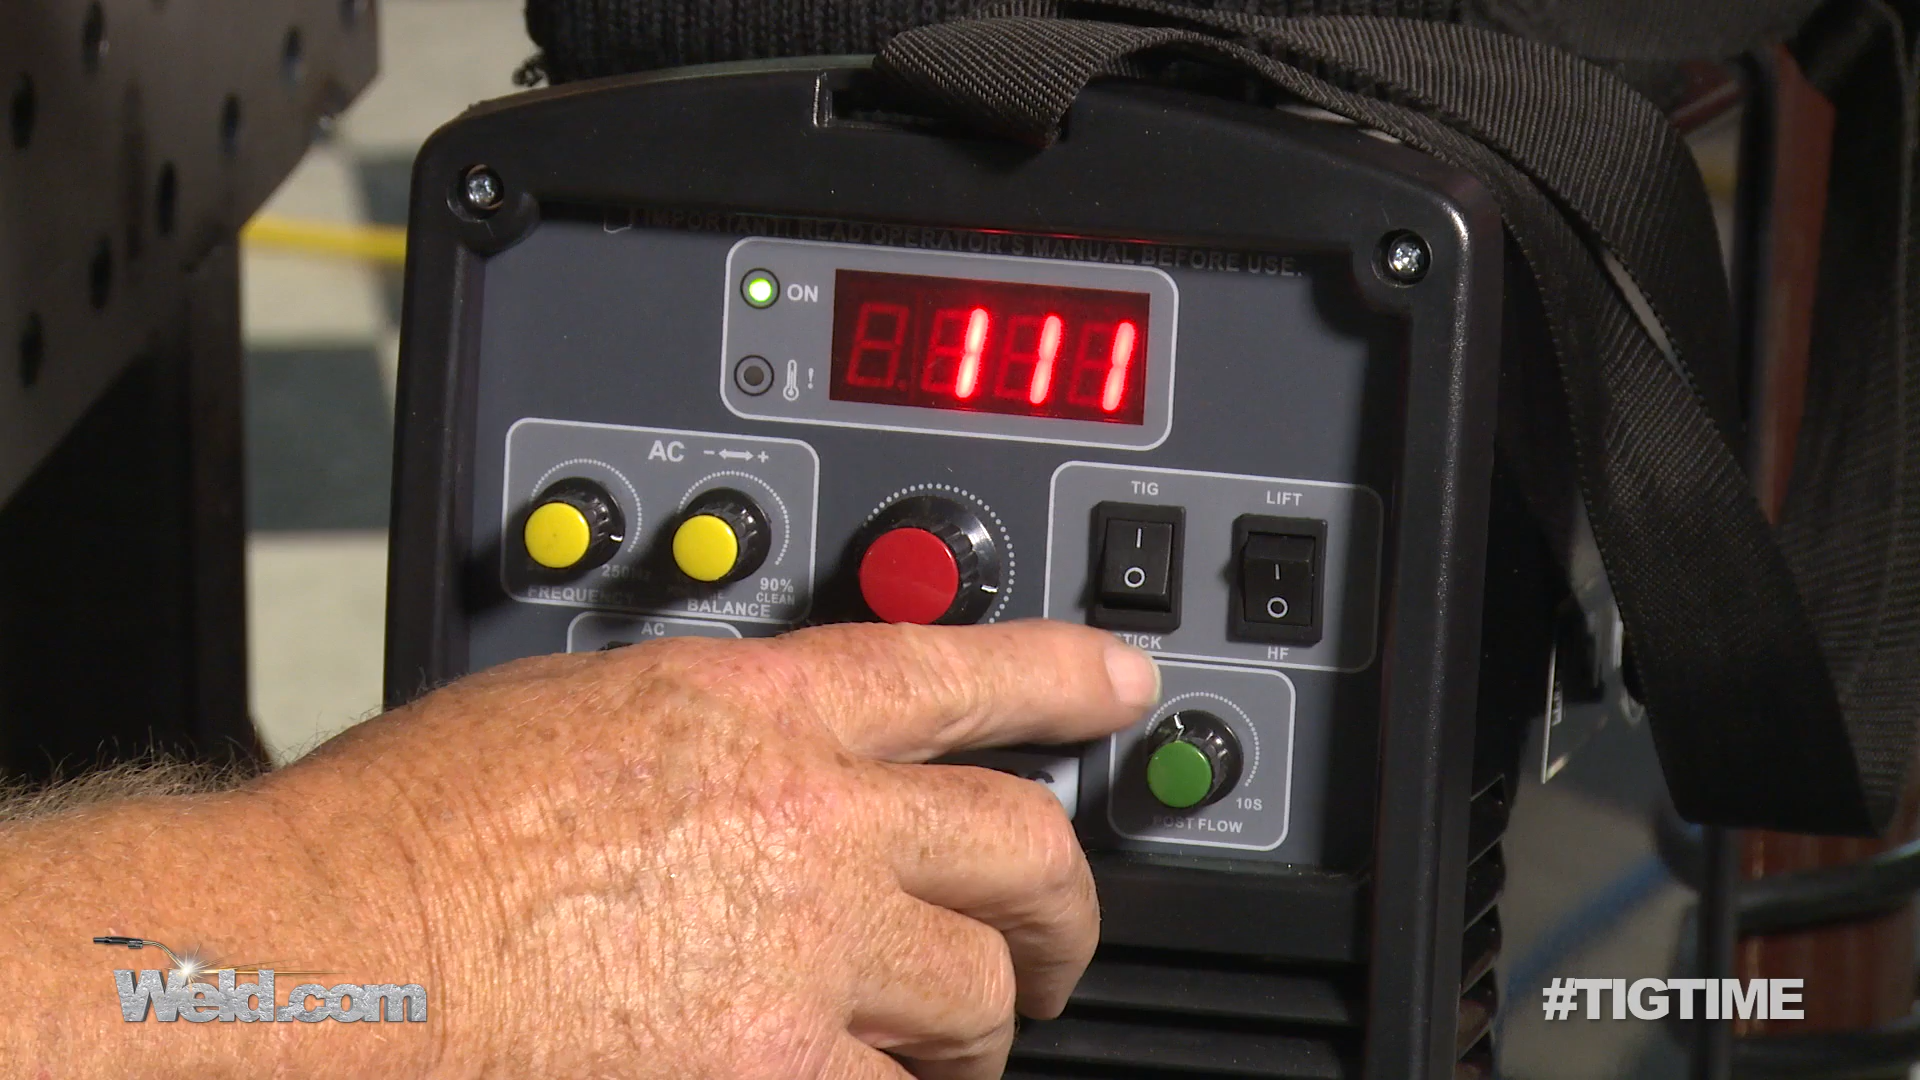 IMPORTANT! READ OPERATOR'S MANUAL BEFORE USE.
ON
111
!
AC - +
250Hz
FREQUENCY
90%
CLEAN
BALANCE
AC
TIG
STICK
LIFT
HF
10S
POST FLOW
Weld.com
#TIGTIME